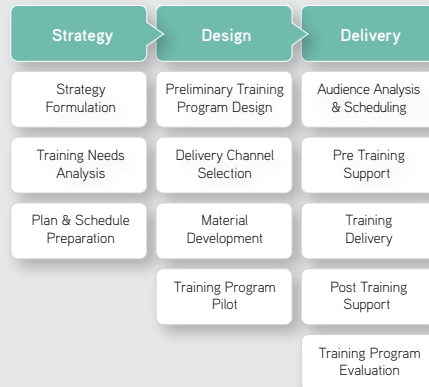 Strategy
Strategy
Formulation
Training Needs
Analysis
Plan & Schedule
Preparation
Design
Preliminary Training
Program Design
Delivery Channel
Selection
Material
Development
Training Program
Pilot
Delivery
Audience Analysis
& Scheduling
Pre Training
Support
Training
Delivery
Post Training
Support
Training Program
Evaluation